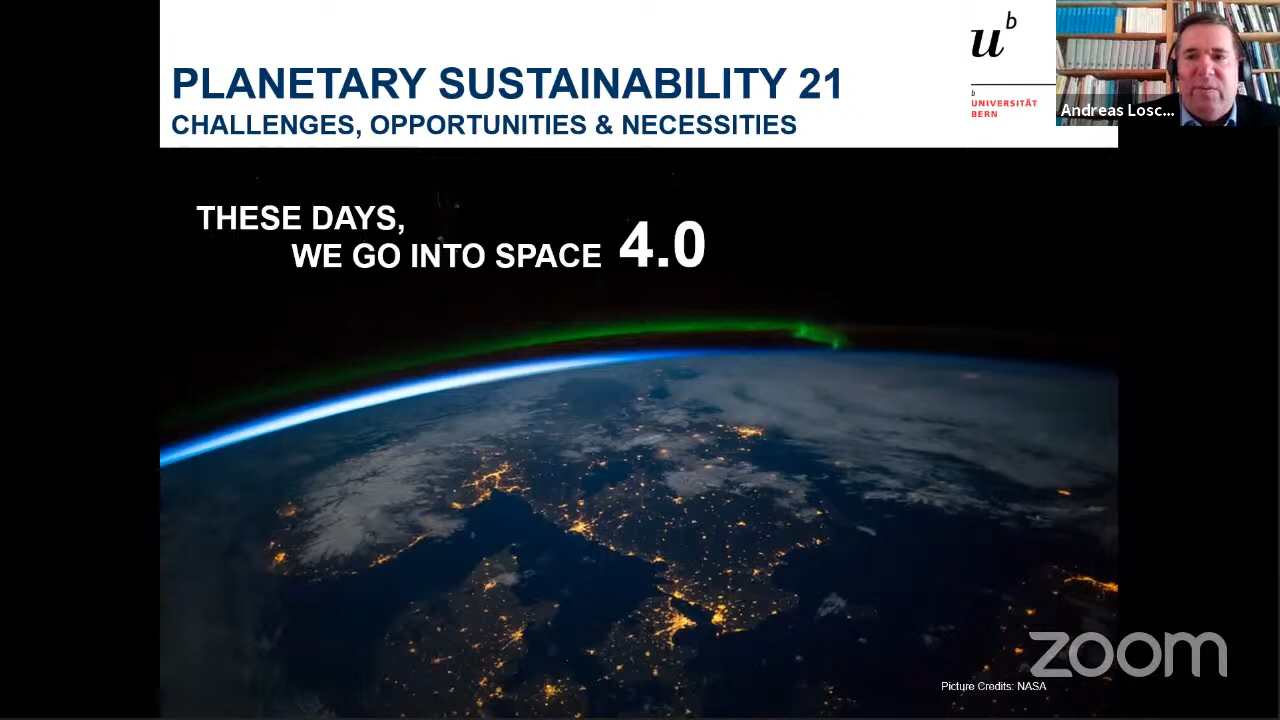 PLANETARY SUSTAINABILITY 21
CHALLENGES, OPPORTUNITIES & NECESSITIES
u b
b
UNIVERSITÄT
BERN
Andreas Losc...
THESE DAYS,
WE GO INTO SPACE 4.0
zoom
Picture Credits: NASA